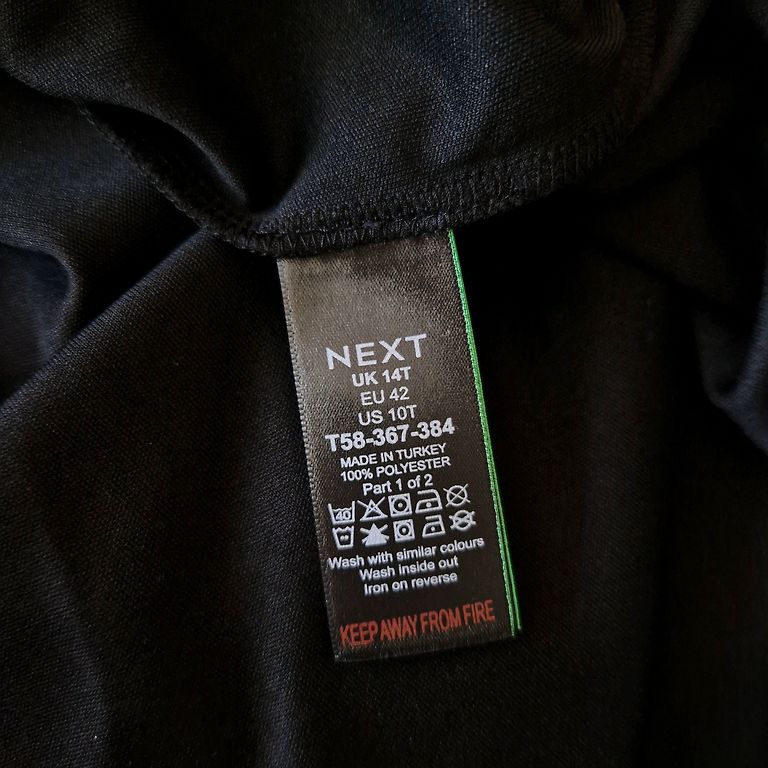 NEXT
UK 14T
EU 42
US 10T
T58-367-384
MADE IN TURKEY
100% POLYESTER
Part 1 of 2
40
Wash with similar colours
Wash inside out
Iron on reverse
KEEP AWAY FROM FIRE